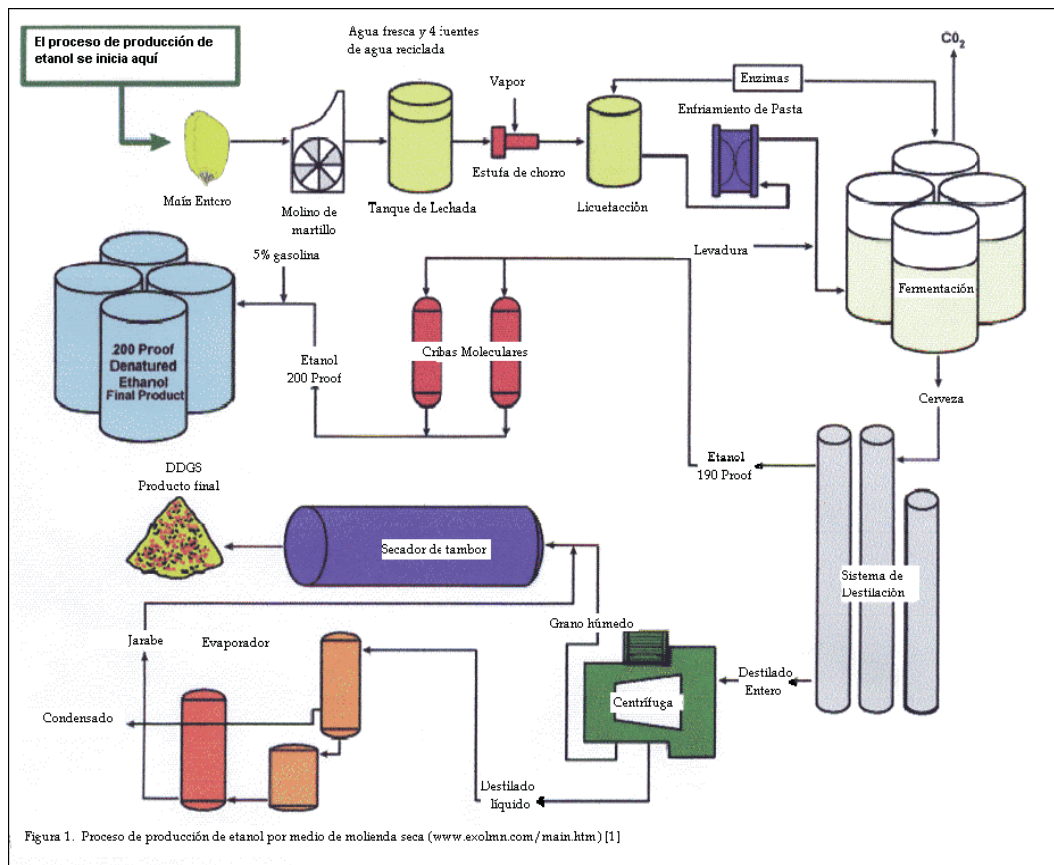 El proceso de producción de
etanol se inicia aquí
Agua fresca y 4 fuentes
de agua reciclada
C0₂
Vapor
Enzimas
Enfriamiento de Pasta
Estufa de chorro
Maís Entero
Molino de
martillo
Tanque de Lechada
Licuefacción
Levadura
Fermentación
5% gasolina
200 Proof
Denatured
Ethanol
Final Product
Etanol
200 Proof
Cribas Moleculares
Cerveza
Etanol
190 Proof
DDGS
Producto final
Secador de tambor
Sistema de
Destilación
Grano húmedo
Jarabe
Evaporador
Centrífuga
Destilado
Entero
Condensado
Destilado
líquido
Figura 1. Proceso de producción de etanol por medio de molienda seca (www.exolmn.com/main.htm) [1]